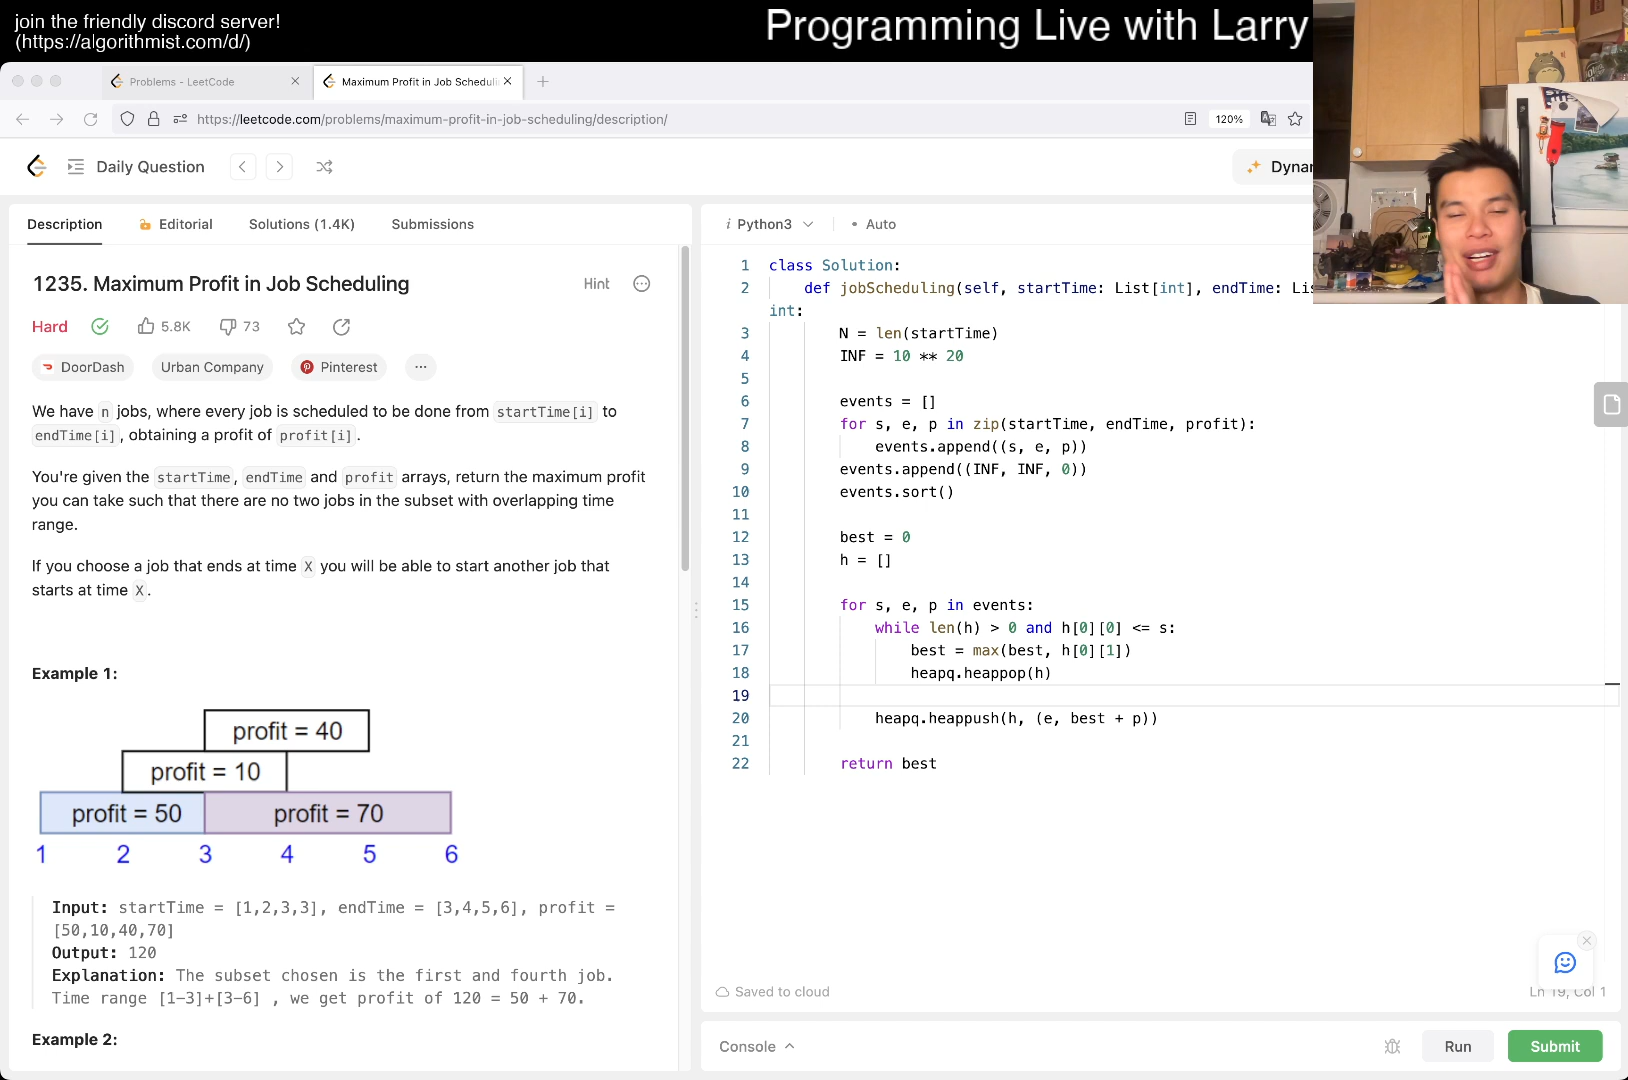 join the friendly discord server!
(https://algorithmist.com/d/)
Programming Live with Larry
Problems - LeetCode
Maximum Profit in Job Scheduli
https://leetcode.com/problems/maximum-profit-in-job-scheduling/description/
120%
Daily Question
Dynar
Description
Editorial
Solutions (1.4K)
Submissions
1235. Maximum Profit in Job Scheduling
Hint
Hard
5.8K
73
DoorDash
Urban Company
Pinterest
...
We have n jobs, where every job is scheduled to be done from startTime[i] to
endTime[i], obtaining a profit of profit[i].
You're given the startTime, endTime and profit arrays, return the maximum profit
you can take such that there are no two jobs in the subset with overlapping time
range.
If you choose a job that ends at time X you will be able to start another job that
starts at time X.
Example 1:
profit = 40
profit = 10
profit = 50
profit = 70
1 2 3 4 5 6
Input: startTime = [1,2,3,3], endTime = [3,4,5,6], profit =
[50,10,40,70]
Output: 120
Explanation: The subset chosen is the first and fourth job.
Time range [1-3]+[3-6] , we get profit of 120 = 50 + 70.
Example 2:
i Python3
• Auto
1 class Solution:
2 def jobScheduling(self, startTime: List[int], endTime: Lis
int:
3 N = len(startTime)
4 INF = 10 ** 20
5
6 events = []
7 for s, e, p in zip(startTime, endTime, profit):
8 events.append((s, e, p))
9 events.append((INF, INF, 0))
10 events.sort()
11
12 best = 0
13 h = []
14
15 for s, e, p in events:
16 while len(h) > 0 and h[0][0] <= s:
17 best = max(best, h[0][1])
18 heapq.heappop(h)
19
20 heapq.heappush(h, (e, best + p))
21
22 return best
Saved to cloud
Ln 19, Col 1
Console
Run
Submit